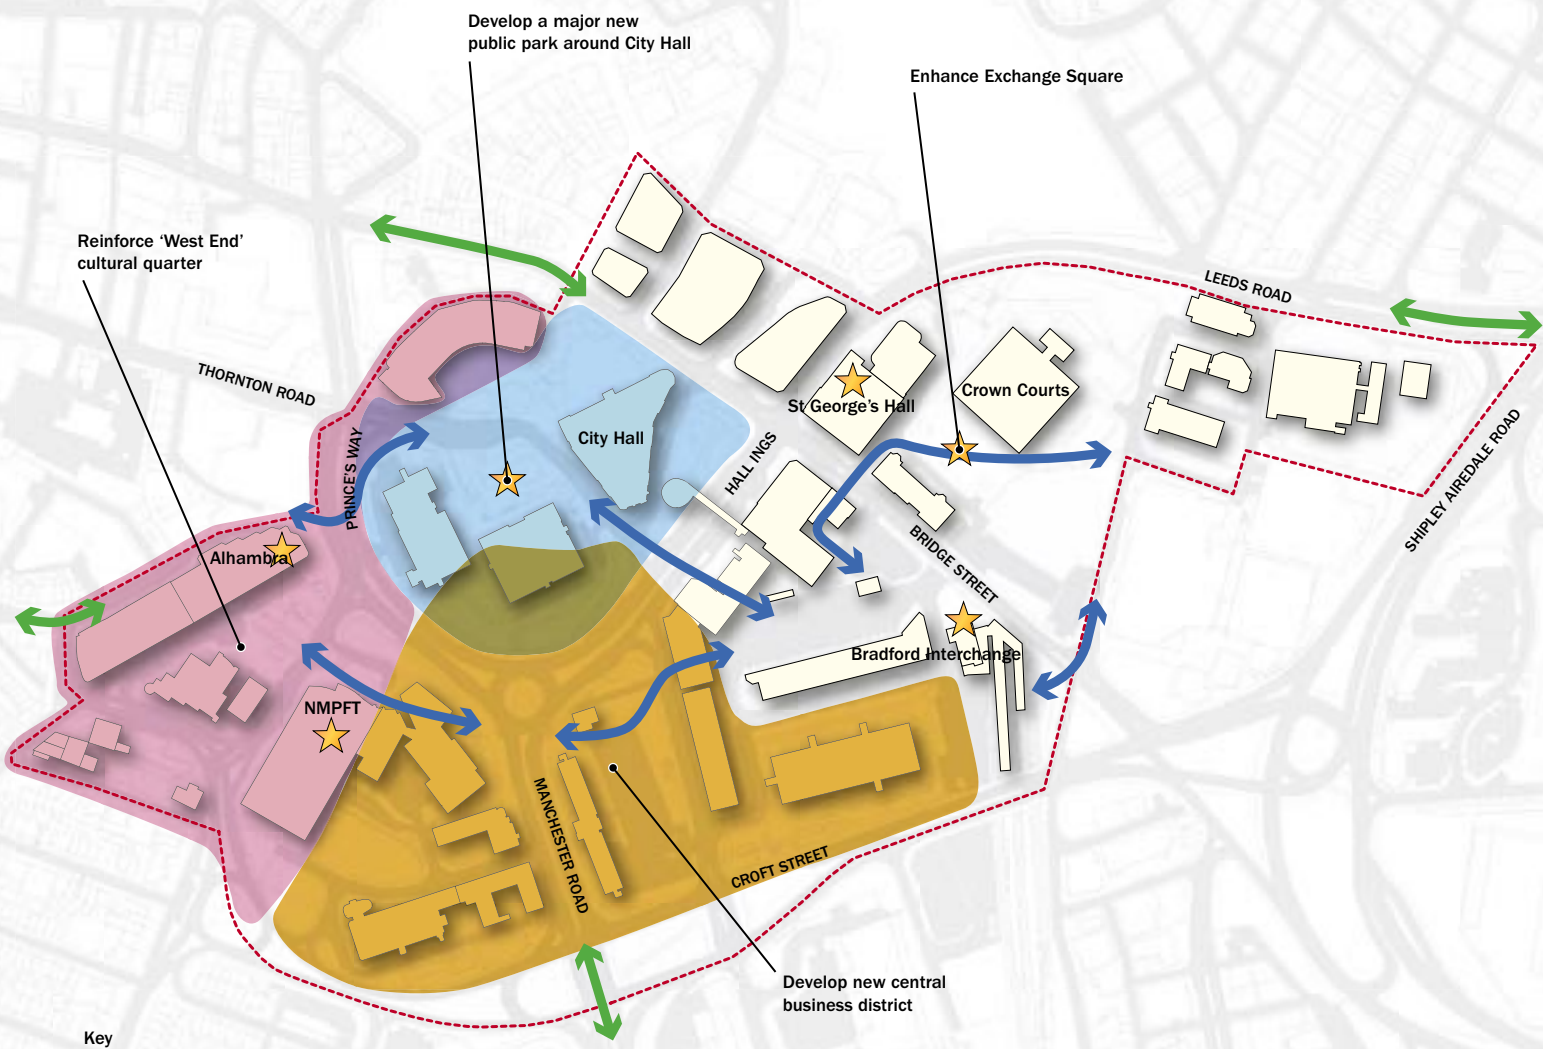 Develop a major new
public park around City Hall
Enhance Exchange Square
Reinforce ‘West End’
cultural quarter
LEEDS ROAD
THORNTON ROAD
Crown Courts
St George’s Hall
City Hall
HALL INGS
PRINCE’S WAY
SHIPLEY AIREDALE ROAD
Alhambra
BRIDGE STREET
Bradford Interchange
NMPFT
MANCHESTER ROAD
CROFT STREET
Develop new central
business district
Key